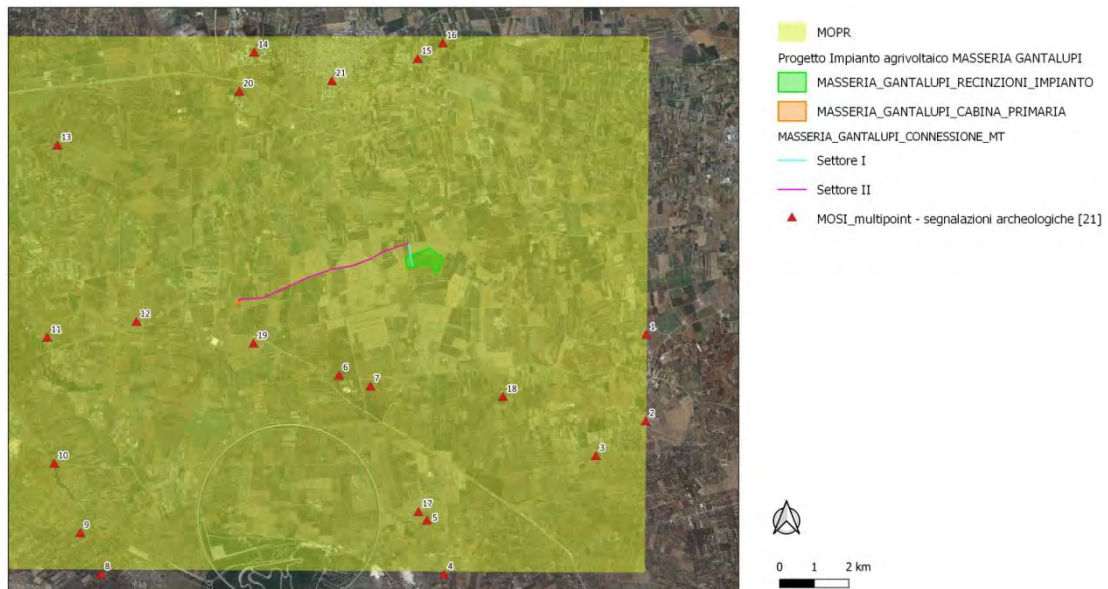 14
15
16
20
21
13
1
12
11
19
6
7
18
2
3
10
17
5
9
8
4
MOPR
Progetto Impianto agrivoltaico MASSERIA GANTALUPI
MASSERIA_GANTALUPI_RECINZIONI_IMPIANTO
MASSERIA_GANTALUPI_CABINA_PRIMARIA
MASSERIA_GANTALUPI_CONNESSIONE_MT
Settore I
Settore II
MOSI_multipoint - segnalazioni archeologiche [21]
0 1 2 km